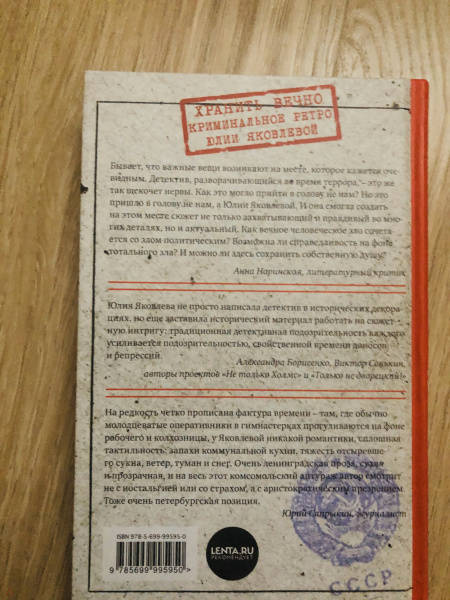 ХРАНИТЬ ВЕЧНО
КРИМИНАЛЬНОЕ РЕТРО
ЮЛИИ ЯКОВЛЕВОЙ
Бывает, что важные вещи возникают на месте, которое кажется оче-
видным. Детектив, разворачивающийся во время террора, – это же
так щекочет нервы. Как это могло прийти в голову не нам? Но это
пришло в голову не нам, а Юлии Яковлевой. И она смогла создать
на этом месте сюжет не только захватывающий и правдивый во мно-
гих деталях, но и актуальный. Как вечное человеческое зло сочета-
ется со злом политическим? Возможна ли справедливость на фоне
тотального зла? И можно ли здесь сохранить собственную душу?
Анна Наринская, литературный критик
Юлия Яковлева не просто написала детектив в исторических декора-
циях, но еще заставила исторический материал работать на сюжет-
ную интригу: традиционная детективная подозрительность каждого
усиливается подозрительностью, свойственной времени доносов
и репрессий.
Александра Борисенко, Виктор Сонькин,
авторы проектов «Не только Холмс» и «Только не дворецкий!»
На редкость четко прописана фактура времени – там, где обычно
молодцеватые оперативники в гимнастерках прогуливаются на фоне
рабочего и колхозницы, у Яковлевой никакой романтики, сплошная
тактильность: запахи коммунальной кухни, тяжесть отсыревше-
го сукна, ветер, туман и снег. Очень ленинградская проза, сухая
и прозрачная, и на весь этот комсомольский антураж автор смотрит
не с ностальгией или со страхом, а с аристократическим презрением.
Тоже очень петербургская позиция.
Юрий Сапрыкин, журналист
ISBN 978-5-699-99595-0
9 785699 995950 >
LENTA.RU
РЕКОМЕНДУЕТ
СССР